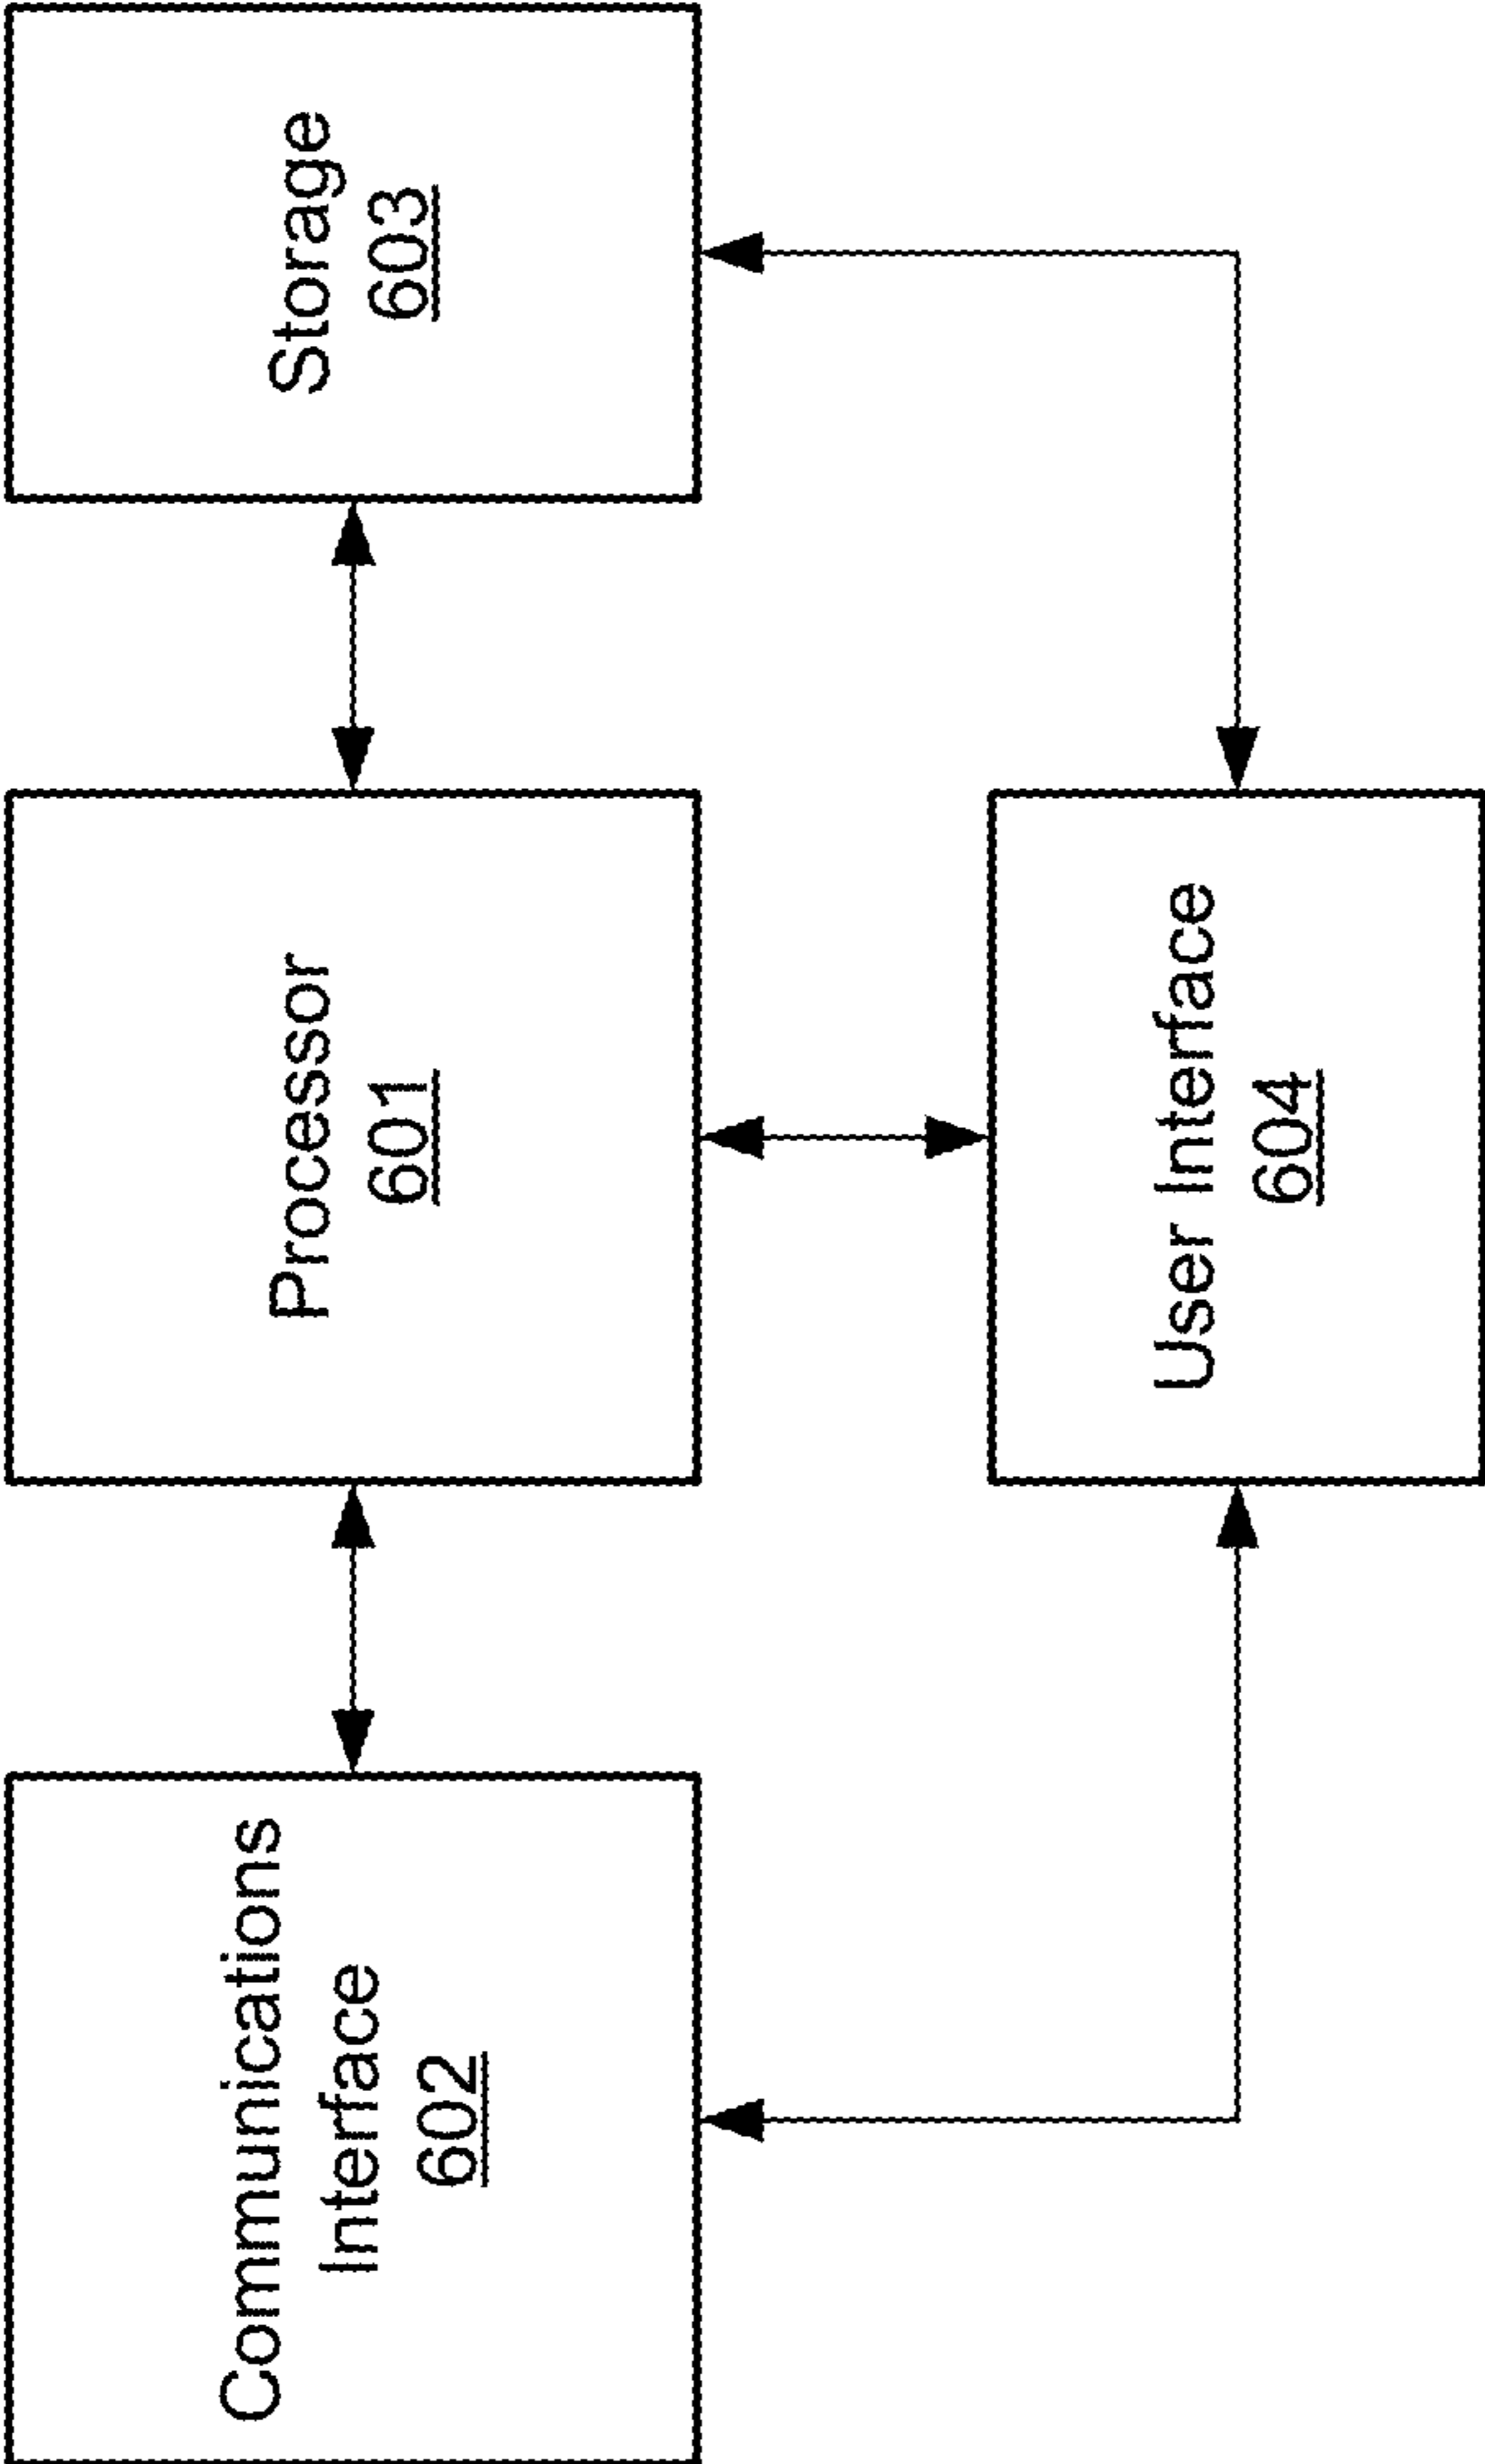 Communications
Interface
602
Processor
601
Storage
603
User Interface
604